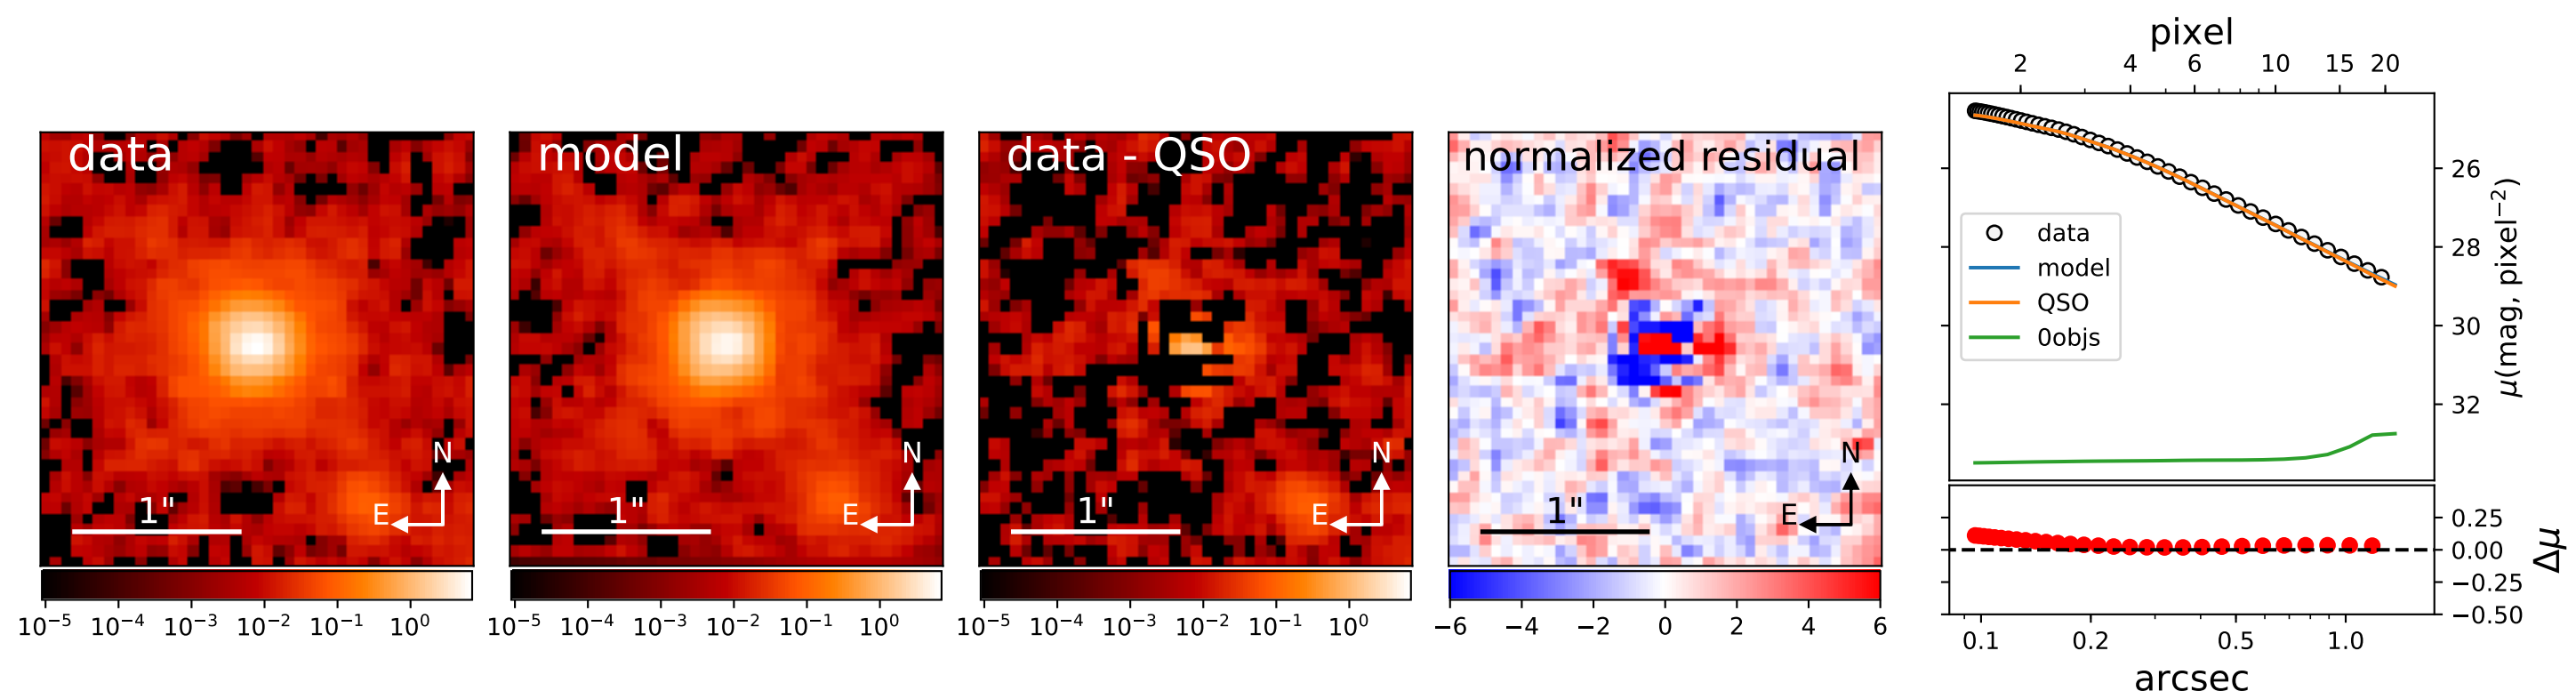 data
N
E
1"
10⁻⁵ 10⁻⁴ 10⁻³ 10⁻² 10⁻¹ 10⁰
model
N
E
1"
10⁻⁵ 10⁻⁴ 10⁻³ 10⁻² 10⁻¹ 10⁰
data - QSO
N
E
1"
10⁻⁵ 10⁻⁴ 10⁻³ 10⁻² 10⁻¹ 10⁰
normalized residual
N
E
1"
−6 −4 −2 0 2 4 6
pixel
2 4 6 10 15 20
26
28
30
32
μ(mag, pixel⁻²)
data
model
QSO
0objs
0.25
0.00
−0.25
−0.50
Δμ
0.1 0.2 0.5 1.0
arcsec